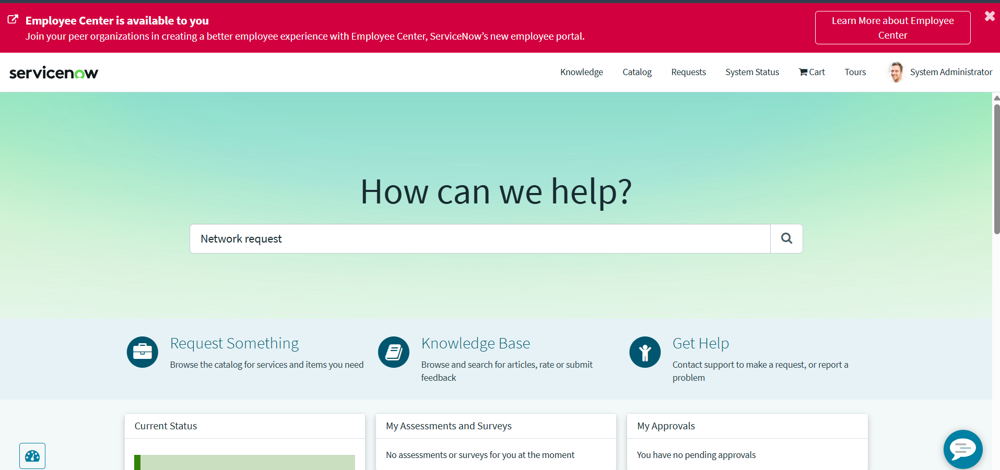 Employee Center is available to you
Join your peer organizations in creating a better employee experience with Employee Center, ServiceNow’s new employee portal.
Learn More about Employee
Center
servicenow
Knowledge
Catalog
Requests
System Status
Cart
Tours
System Administrator
How can we help?
Network request
Request Something
Browse the catalog for services and items you need
Knowledge Base
Browse and search for articles, rate or submit
feedback
Get Help
Contact support to make a request, or report a
problem
Current Status
My Assessments and Surveys
No assessments or surveys for you at the moment
My Approvals
You have no pending approvals